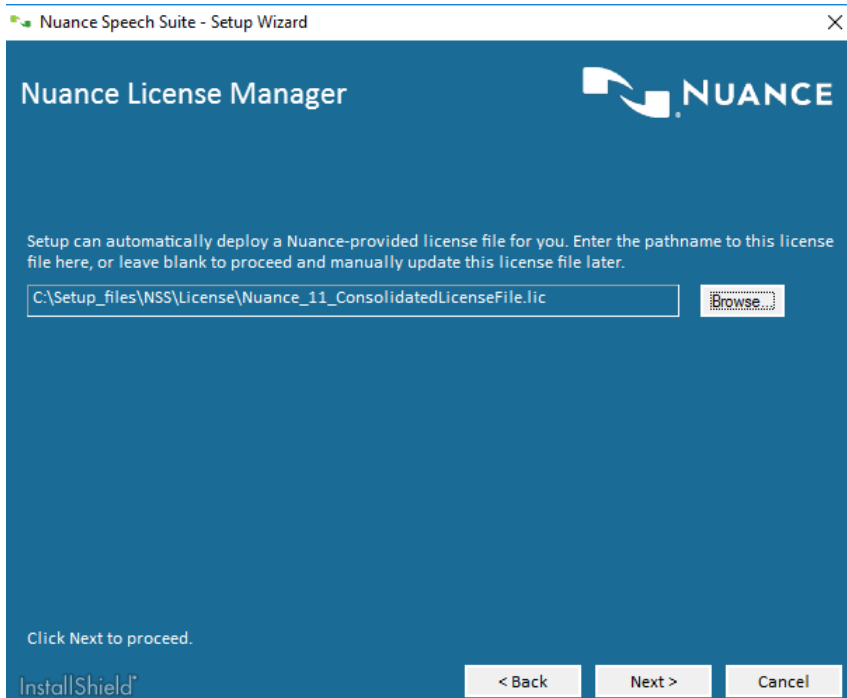 Nuance Speech Suite - Setup Wizard
Nuance License Manager
NUANCE
Setup can automatically deploy a Nuance-provided license file for you. Enter the pathname to this license
file here, or leave blank to proceed and manually update this license file later.
C:\Setup_files\NSS\License\Nuance_11_ConsolidatedLicenseFile.lic
Browse...
Click Next to proceed.
InstallShield
< Back
Next >
Cancel